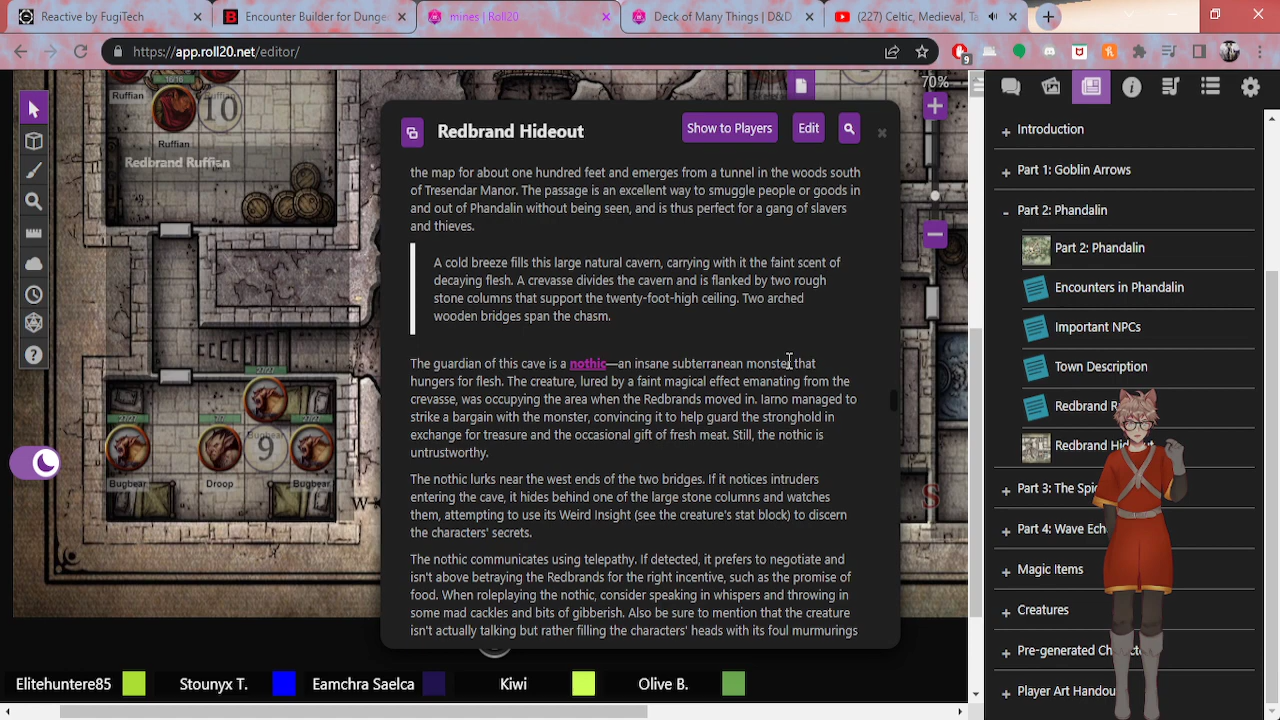 Reactive by FugiTech
Encounter Builder for Dunge
mines | Roll20
Deck of Many Things | D&D
(227) Celtic, Medieval, Ta
https://app.roll20.net/editor/
9
70%
Ruffian
16/16
Ruffian
10
Ruffian
Redbrand Ruffian
Redbrand Hideout
Show to Players
Edit
the map for about one hundred feet and emerges from a tunnel in the woods south
of Tresendar Manor. The passage is an excellent way to smuggle people or goods in
and out of Phandalin without being seen, and is thus perfect for a gang of slavers
and thieves.
A cold breeze fills this large natural cavern, carrying with it the faint scent of
decaying flesh. A crevasse divides the cavern and is flanked by two rough
stone columns that support the twenty-foot-high ceiling. Two arched
wooden bridges span the chasm.
The guardian of this cave is a nothic—an insane subterranean monster that
hungers for flesh. The creature, lured by a faint magical effect emanating from the
crevasse, was occupying the area when the Redbrands moved in. Iarno managed to
strike a bargain with the monster, convincing it to help guard the stronghold in
exchange for treasure and the occasional gift of fresh meat. Still, the nothic is
untrustworthy.
The nothic lurks near the west ends of the two bridges. If it notices intruders
entering the cave, it hides behind one of the large stone columns and watches
them, attempting to use its Weird Insight (see the creature's stat block) to discern
the characters' secrets.
The nothic communicates using telepathy. If detected, it prefers to negotiate and
isn't above betraying the Redbrands for the right incentive, such as the promise of
food. When roleplaying the nothic, consider speaking in whispers and throwing in
some mad cackles and bits of gibberish. Also be sure to mention that the creature
isn't actually talking but rather filling the characters' heads with its foul murmurings
27/27
27/27
7/7
27/27
Bugbear
9
Bugbear
Droop
Bugbear
W
S
Introduction
Part 1: Goblin Arrows
Part 2: Phandalin
Part 2: Phandalin
Encounters in Phandalin
Important NPCs
Town Description
Redbrand R
Redbrand Hid
Part 3: The Spi
Part 4: Wave Ech
Magic Items
Creatures
Pre-generated Cha
Player Art Handou
Elitehuntere85
Stounyx T.
Eamchra Saelca
Kiwi
Olive B.